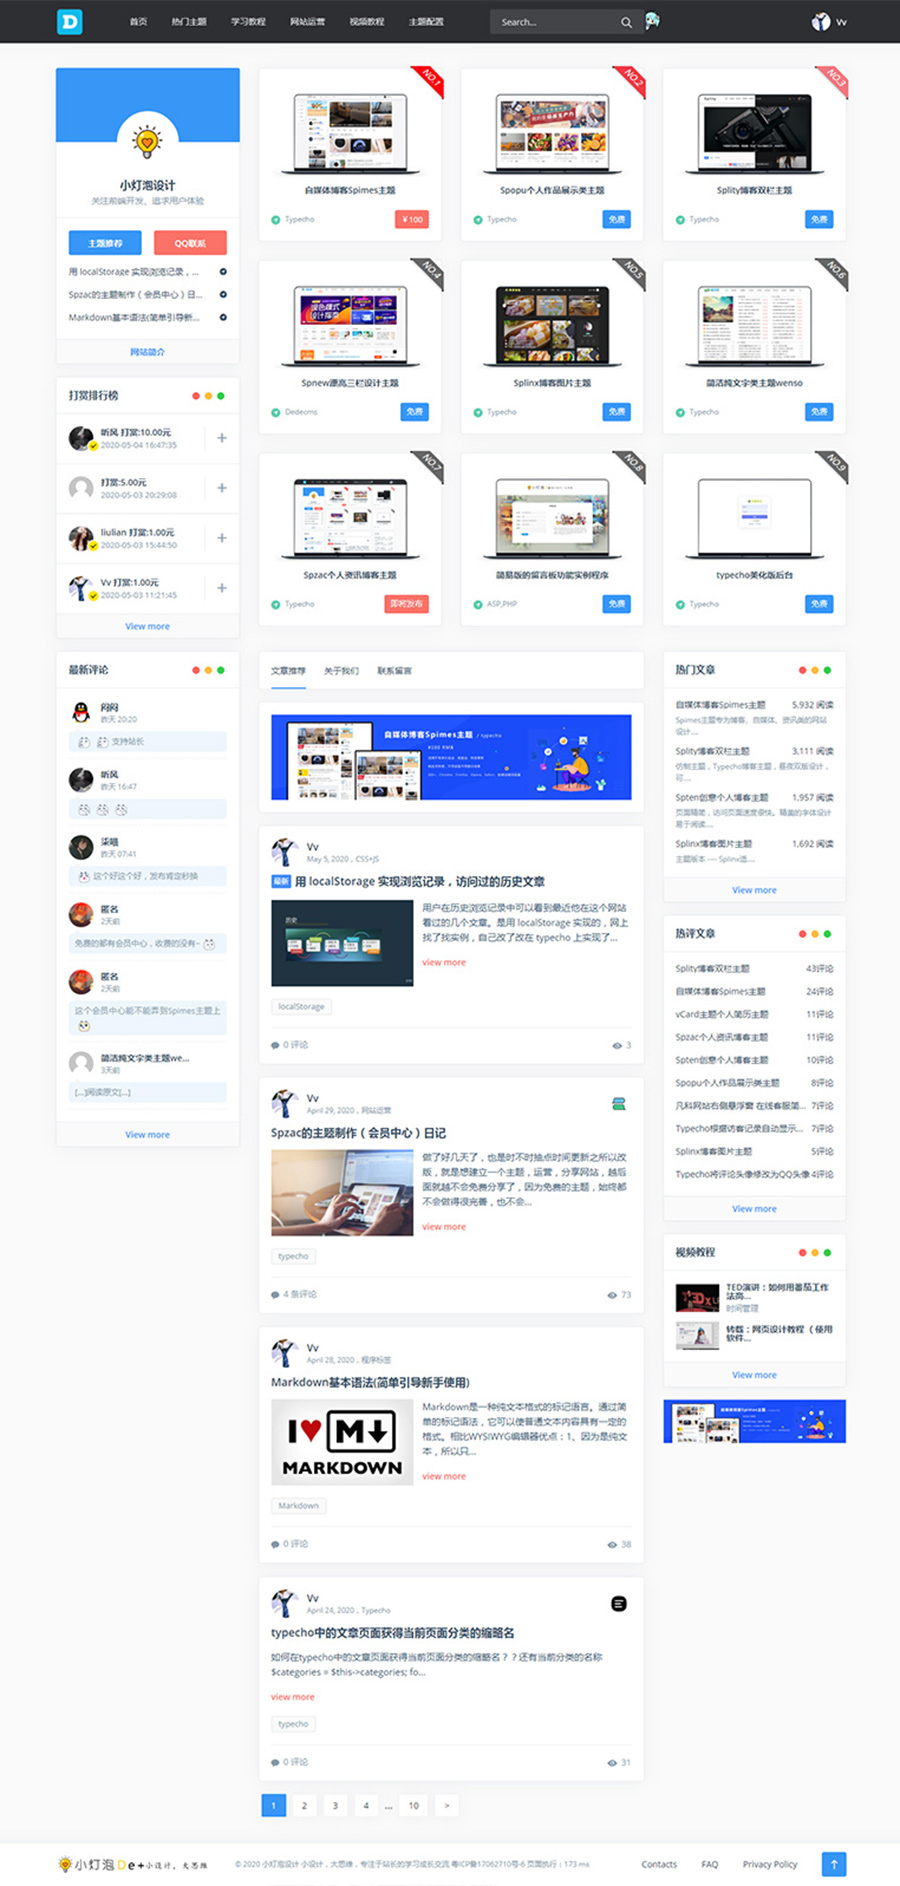 首页 热门主题 学习教程 网站运营 视频教程 主题配置 Search... Vv
小灯泡设计
关注前端开发、追求用户体验
主题推荐 QQ联系
用 localStorage 实现浏览记录，...
Spzac的主题制作（会员中心）日...
Markdown基本语法(简单引导新...
网站简介
NO.1
自媒体博客Spimes主题
Typecho ¥ 100
NO.2
Spopu个人作品展示类主题
Typecho 免费
NO.3
Splity博客双栏主题
Typecho 免费
NO.4
Spnew漂高三栏设计主题
Dedecms 免费
NO.5
Splinx博客图片主题
Typecho 免费
NO.6
简洁纯文字类主题wenso
Typecho 免费
NO.7
Spzac个人资讯博客主题
Typecho 即将发布
NO.8
简易版的留言板功能实例程序
ASP,PHP 免费
NO.9
typecho美化版后台
Typecho 免费
打赏排行榜
听风 打赏:10.00元
2020-05-04 16:47:35
打赏:5.00元
2020-05-03 20:29:08
liulian 打赏:1.00元
2020-05-03 15:44:50
Vv 打赏:1.00元
2020-05-03 11:21:45
View more
最新评论
闷闷
昨天 20:20
支持站长
听风
昨天 16:47
柒喵
昨天 07:41
这个好这个好，发布肯定秒换
匿名
2天前
免费的都有会员中心，收费的没有~
匿名
2天前
这个会员中心能不能弄到Spimes主题上
简洁纯文字类主题we...
3天前
[...]阅读原文[...]
View more
文章推荐 关于我们 联系留言
自媒体博客Spimes主题 / typecho
Vv
May 5, 2020 , CSS+JS
最新 用 localStorage 实现浏览记录，访问过的历史文章
历史
用户在历史浏览记录中可以看到最近他在这个网站
看过的几个文章。是用 localStorage 实现的，网上
找了找实例，自己改了改在 typecho 上实现了...
view more
localStorage
0 评论 3
Vv
April 29, 2020 , 网站运营
Spzac的主题制作（会员中心）日记
做了好几天了，也是时不时抽点时间更新之所以改
版，就是想建立一个主题，运营，分享网站，越后
面就越不会免费分享了，因为免费的主题，始终都
不会做得很完善，也不会...
view more
typecho
4 条评论 73
Vv
April 28, 2020 , 程序标签
Markdown基本语法(简单引导新手使用)
I ♥ M↓
MARKDOWN
Markdown是一种纯文本格式的标记语言。通过简
单的标记语法，它可以使普通文本内容具有一定的
格式。相比WYSIWYG编辑器优点：1、因为是纯文
本，所以只...
view more
Markdown
0 评论 38
Vv
April 24, 2020 , Typecho
typecho中的文章页面获得当前页面分类的缩略名
如何在typecho中的文章页面获得当前页面分类的缩略名？？还有当前分类的名称
$categories = $this->categories; fo...
view more
typecho
0 评论 31
1 2 3 4 ... 10 >
热门文章
自媒体博客Spimes主题 5,932 阅读
Spimes主题专为博客、自媒体、资讯类的网站
设计....
Splity博客双栏主题 3,111 阅读
仿制主题，Typecho博客主题，昼夜双版设计，
可....
Spten创意个人博客主题 1,957 阅读
页面精简，访问页面速度很快。精美的字体设计
易于阅读....
Splinx博客图片主题 1,692 阅读
主题版本 ---- Splinx适....
View more
热评文章
Splity博客双栏主题 43评论
自媒体博客Spimes主题 24评论
vCard主题个人简历主题 11评论
Spzac个人资讯博客主题 11评论
Spten创意个人博客主题 10评论
Spopu个人作品展示类主题 8评论
凡科网站右侧悬浮窗 在线客服简... 7评论
Typecho根据访客记录自动显示... 7评论
Splinx博客图片主题 5评论
Typecho将评论头像修改为QQ头像 4评论
View more
视频教程
TED演讲：如何用番茄工作
法高...
时间管理
转载：网页设计教程（使用
软件...
View more
小灯泡 De+小设计，大思维
© 2020 小灯泡设计 小设计，大思维，专注于站长的学习成长交流 粤ICP备17062710号-6 页面执行：173 ms
Contacts FAQ Privacy Policy